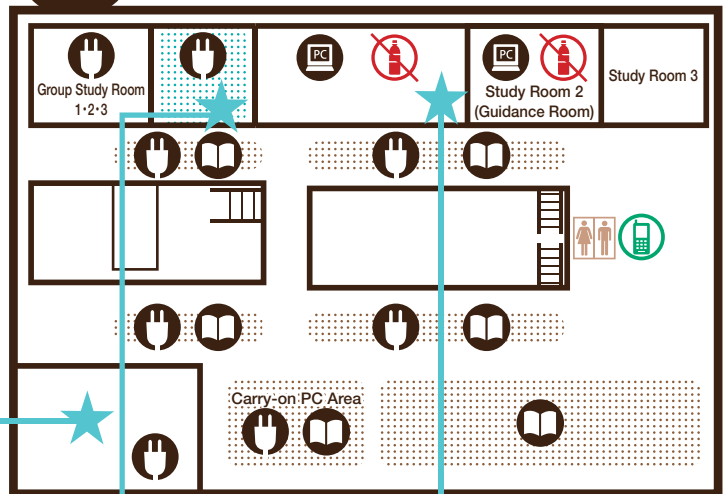 PC
PC
Group Study Room
1·2·3
Study Room 2
(Guidance Room)
Study Room 3
Carry-on PC Area